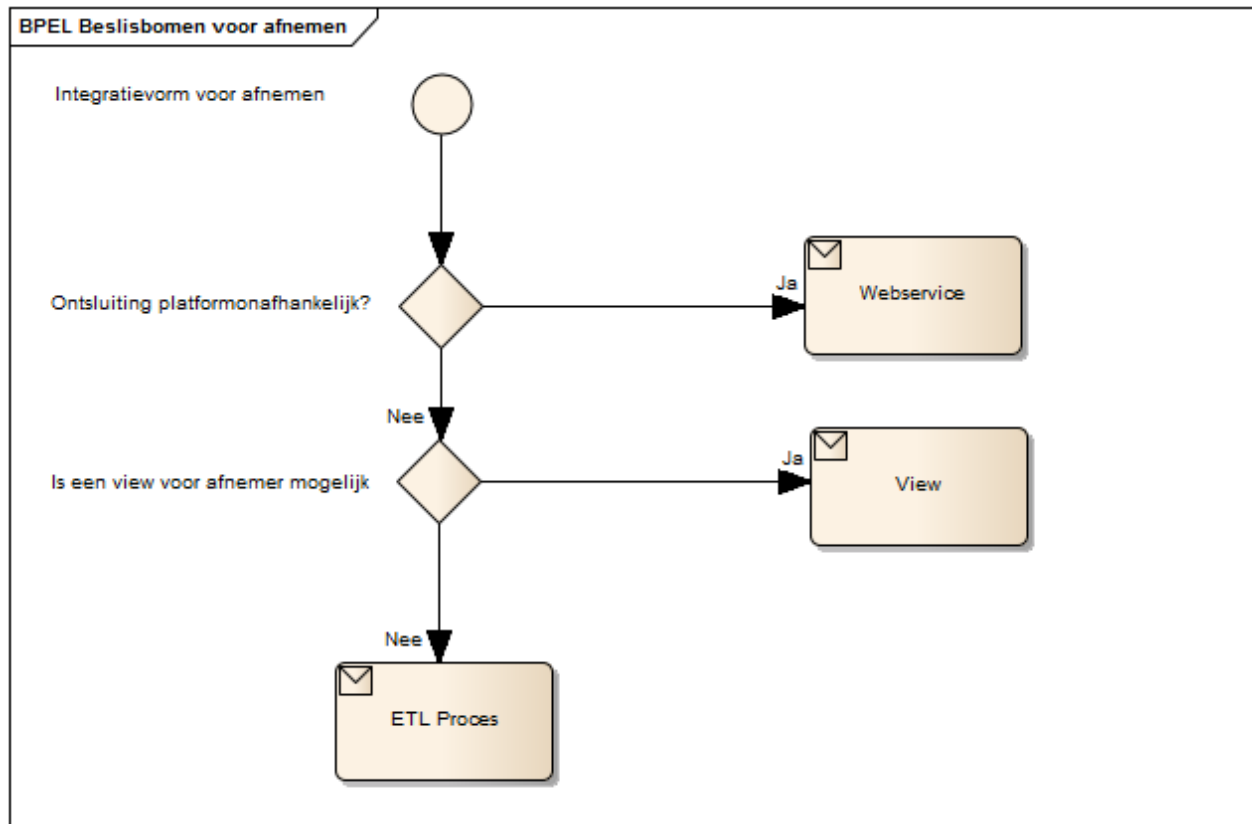 BPEL Beslisbomen voor afnemen
Integratievorm voor afnemen
Ontsluiting platformonafhankelijk?
Ja
Webservice
Nee
Is een view voor afnemer mogelijk
Ja
View
Nee
ETL Proces